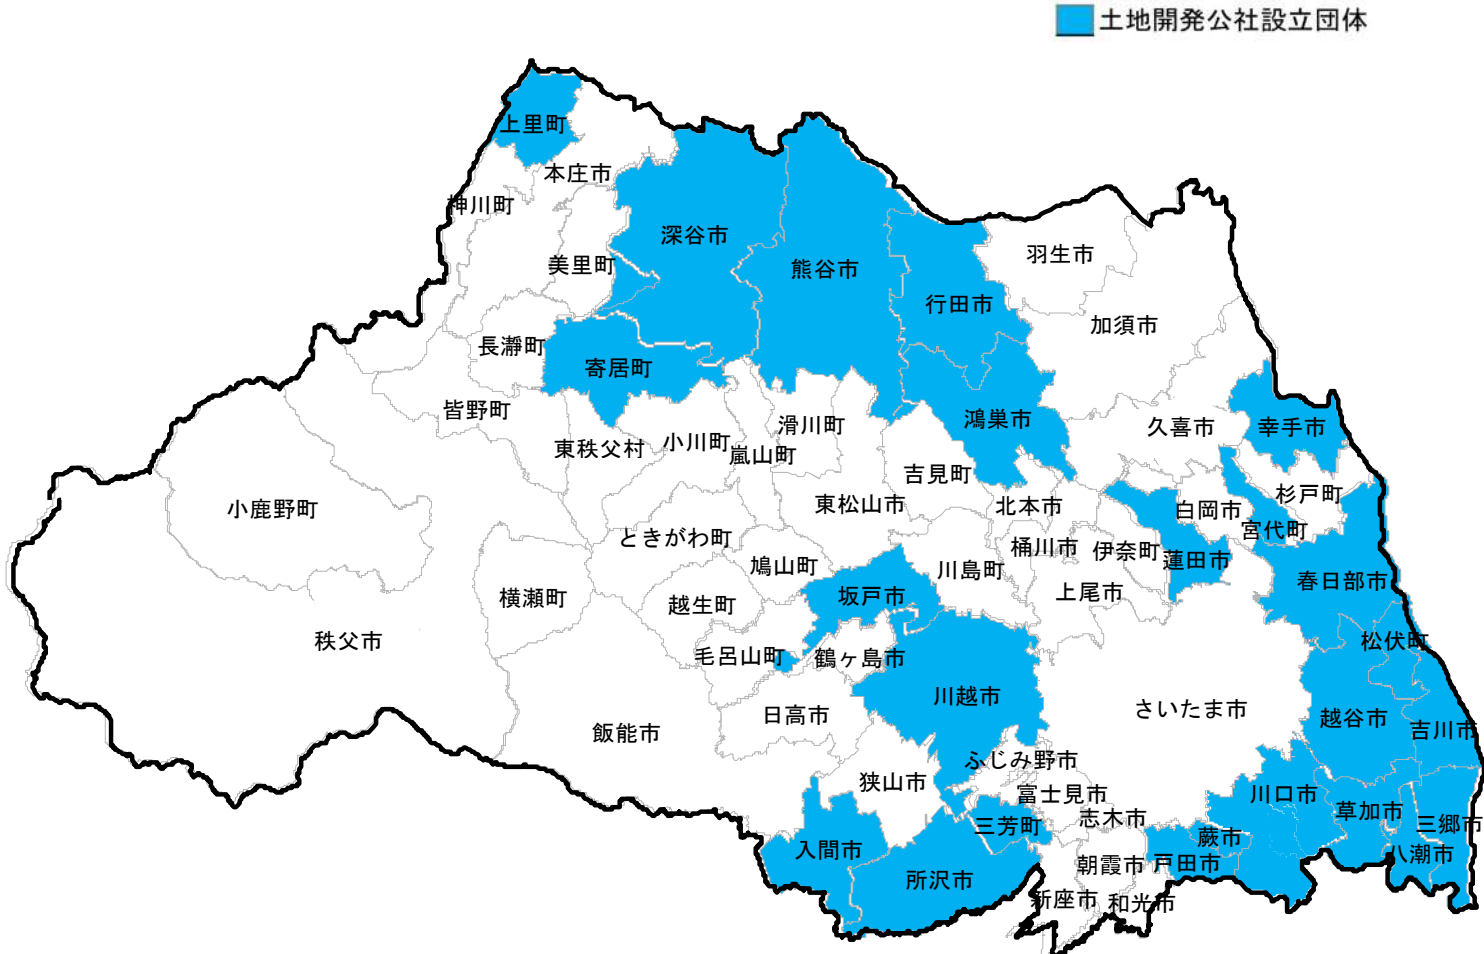 土地開発公社設立団体
上里町
本庄市
神川町
深谷市
美里町
熊谷市
羽生市
行田市
加須市
長瀞町
寄居町
皆野町
鴻巣市
久喜市
幸手市
滑川町
小川町
東秩父村
嵐山町
吉見町
杉戸町
小鹿野町
東松山市
北本市
白岡市
宮代町
ときがわ町
桶川市
伊奈町
鳩山町
川島町
蓮田市
春日部市
横瀬町
越生町
坂戸市
上尾市
秩父市
松伏町
毛呂山町
鶴ヶ島市
川越市
さいたま市
日高市
越谷市
飯能市
吉川市
ふじみ野市
狭山市
富士見市
川口市
志木市
草加市
三芳町
三郷市
蕨市
入間市
八潮市
朝霞市
戸田市
所沢市
新座市
和光市